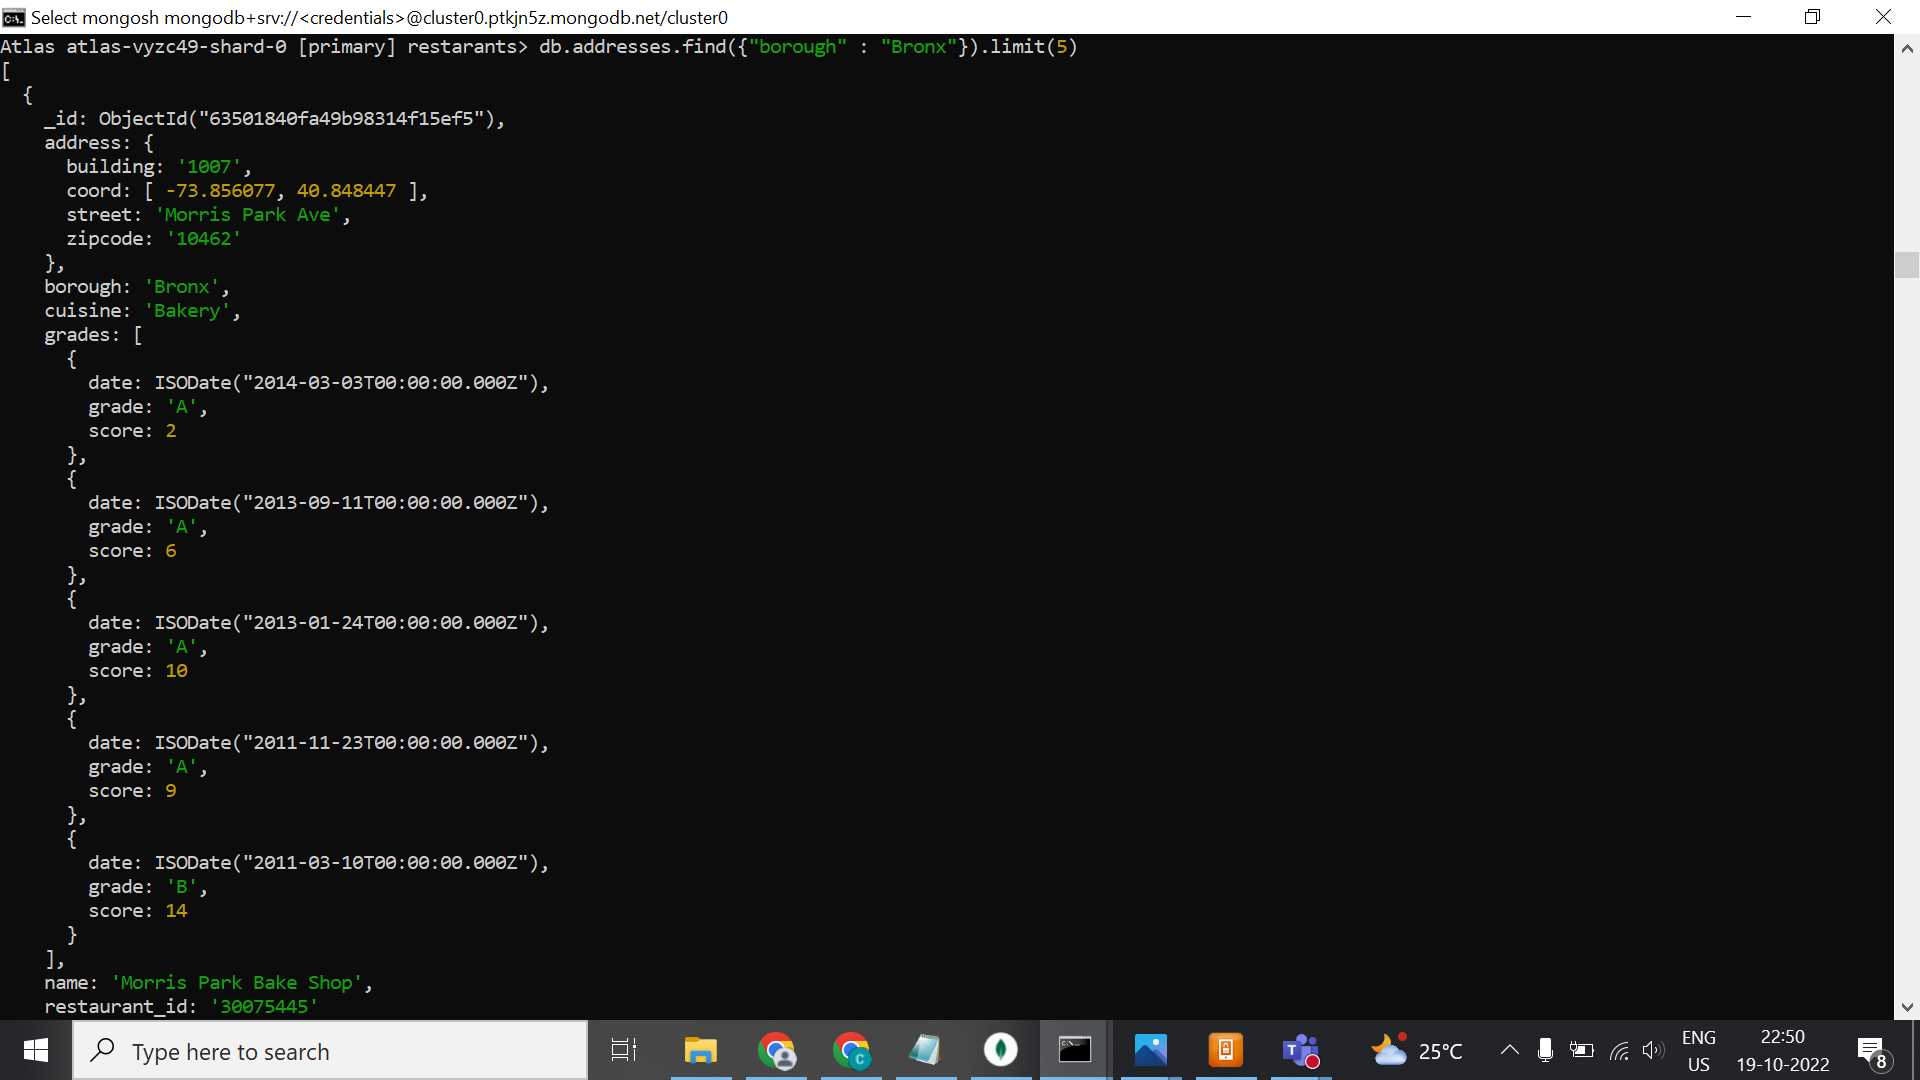 Select mongosh mongodb+srv://<credentials>@cluster0.ptkjn5z.mongodb.net/cluster0
Atlas atlas-vyzc49-shard-0 [primary] restarants> db.addresses.find({"borough" : "Bronx"}).limit(5)
[
  {
    _id: ObjectId("63501840fa49b98314f15ef5"),
    address: {
      building: '1007',
      coord: [ -73.856077, 40.848447 ],
      street: 'Morris Park Ave',
      zipcode: '10462'
    },
    borough: 'Bronx',
    cuisine: 'Bakery',
    grades: [
      {
        date: ISODate("2014-03-03T00:00:00.000Z"),
        grade: 'A',
        score: 2
      },
      {
        date: ISODate("2013-09-11T00:00:00.000Z"),
        grade: 'A',
        score: 6
      },
      {
        date: ISODate("2013-01-24T00:00:00.000Z"),
        grade: 'A',
        score: 10
      },
      {
        date: ISODate("2011-11-23T00:00:00.000Z"),
        grade: 'A',
        score: 9
      },
      {
        date: ISODate("2011-03-10T00:00:00.000Z"),
        grade: 'B',
        score: 14
      }
    ],
    name: 'Morris Park Bake Shop',
    restaurant_id: '30075445'
Type here to search
25°C
ENG
US
22:50
19-10-2022
8